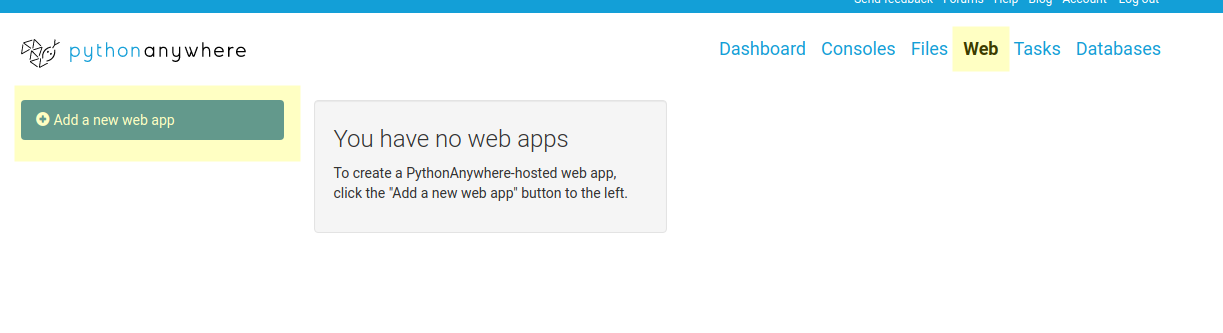 Send feedback Forums Help Blog Account Log out
pythonanywhere
Dashboard Consoles Files Web Tasks Databases
Add a new web app
You have no web apps
To create a PythonAnywhere-hosted web app,
click the "Add a new web app" button to the left.